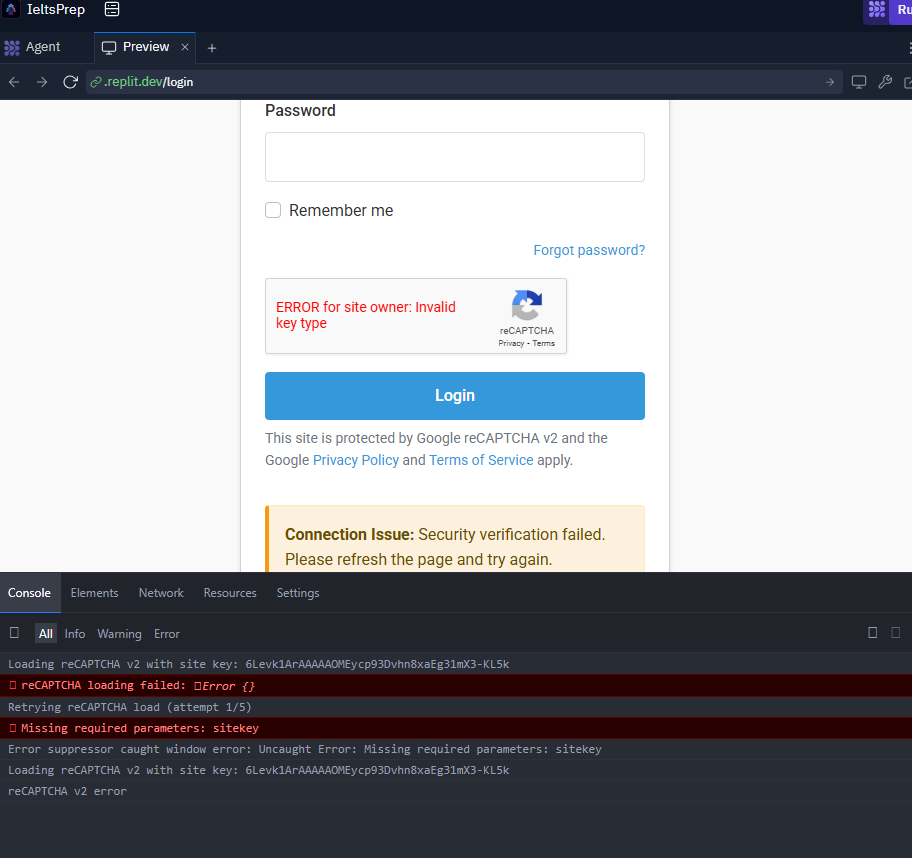 IeltsPrep
Ru
Agent
Preview
.replit.dev/login
Password
Remember me
Forgot password?
ERROR for site owner: Invalid
key type
reCAPTCHA
Privacy - Terms
Login
This site is protected by Google reCAPTCHA v2 and the
Google Privacy Policy and Terms of Service apply.
Connection Issue: Security verification failed.
Please refresh the page and try again.
Console Elements Network Resources Settings
All Info Warning Error
Loading reCAPTCHA v2 with site key: 6Levk1ArAAAAAOMEycp93Dvhn8xaEg31mX3-KL5k
reCAPTCHA loading failed: Error {}
Retrying reCAPTCHA load (attempt 1/5)
Missing required parameters: sitekey
Error suppressor caught window error: Uncaught Error: Missing required parameters: sitekey
Loading reCAPTCHA v2 with site key: 6Levk1ArAAAAAOMEycp93Dvhn8xaEg31mX3-KL5k
reCAPTCHA v2 error